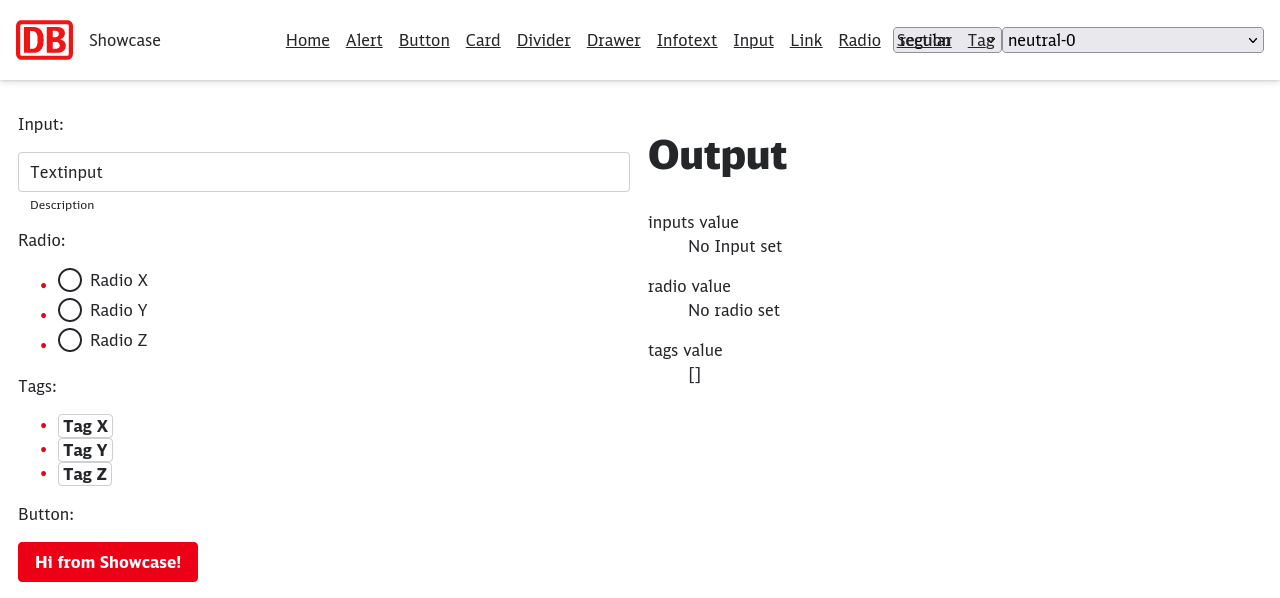 DB Showcase Home Alert Button Card Divider Drawer Infotext Input Link Radio Section Tag regular neutral-0
Input:
Textinput
Description
Output
inputs value
No Input set
Radio:
Radio X
Radio Y
Radio Z
radio value
No radio set
tags value
[]
Tags:
Tag X
Tag Y
Tag Z
Button:
Hi from Showcase!